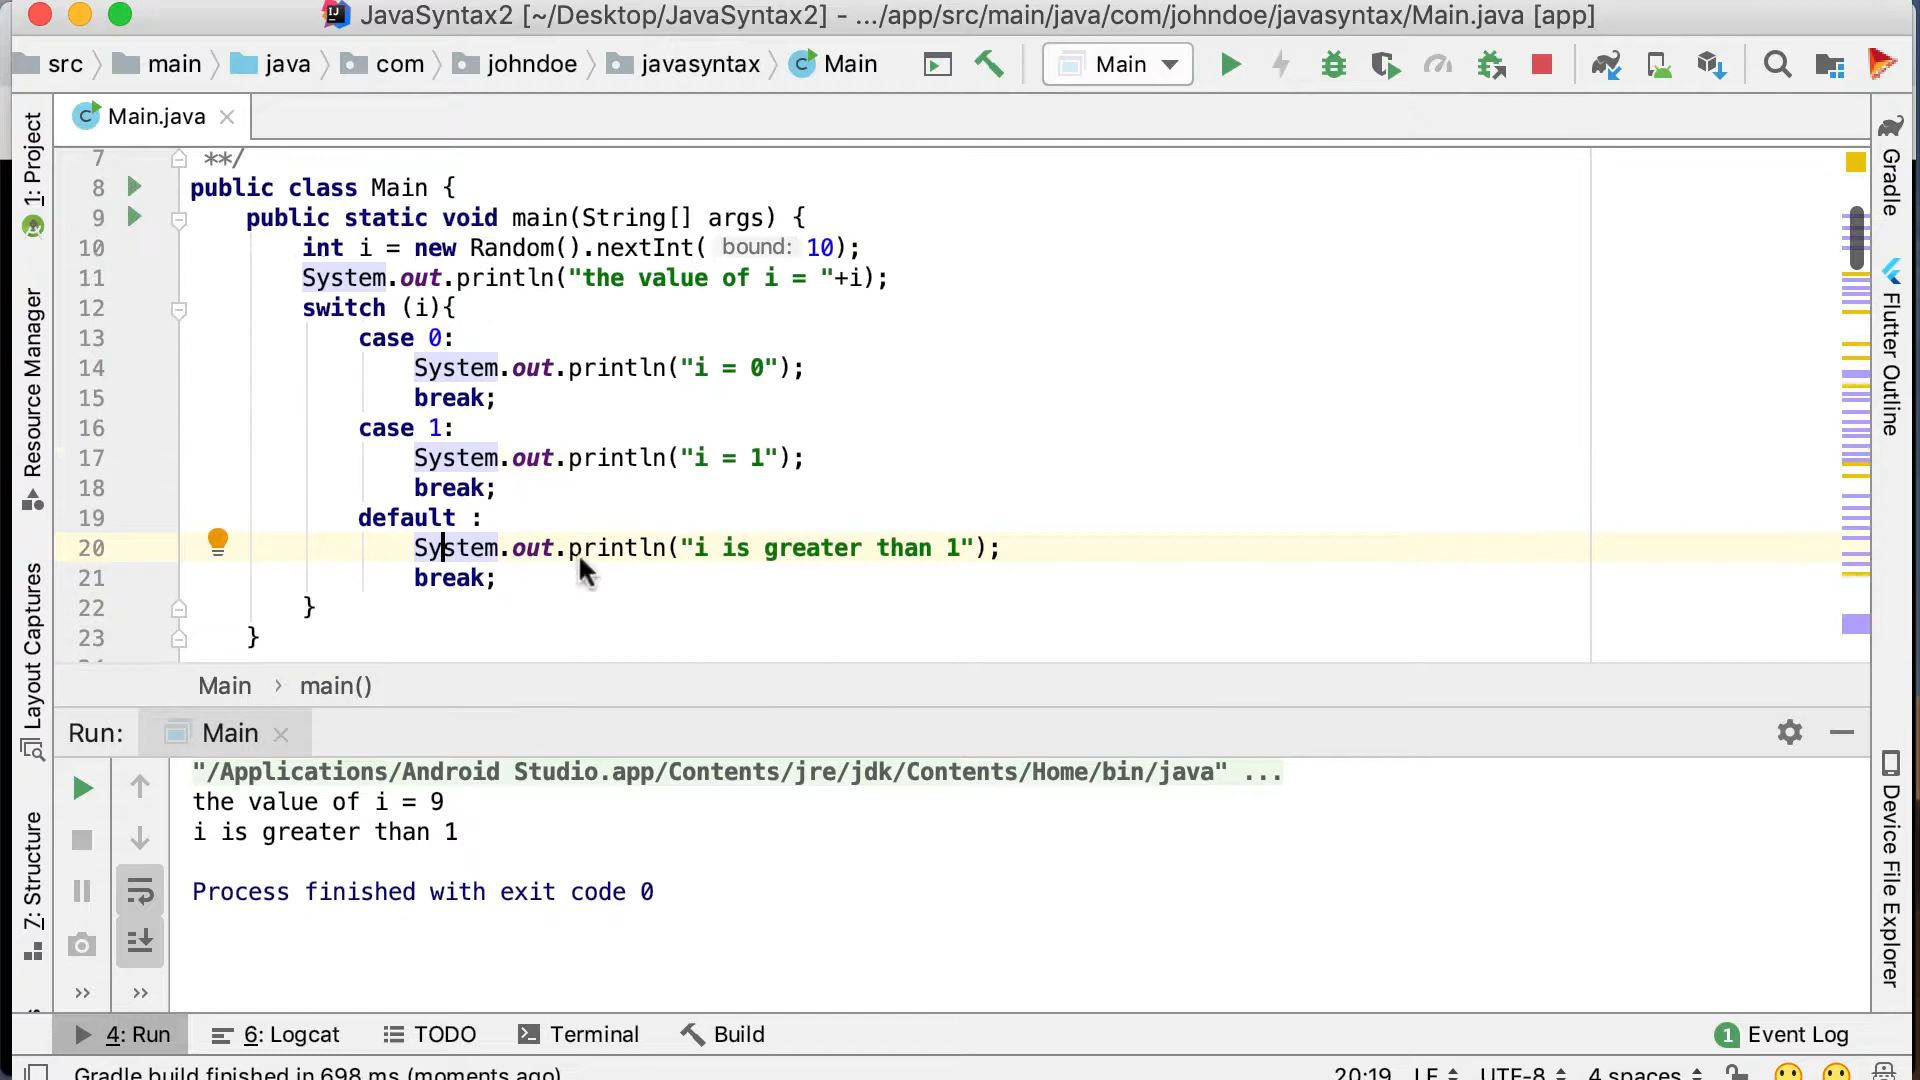 JavaSyntax2 [~/Desktop/JavaSyntax2] - .../app/src/main/java/com/johndoe/javasyntax/Main.java [app]
src main java com johndoe javasyntax Main Main
Main.java
7 **/
8 public class Main {
9 public static void main(String[] args) {
10 int i = new Random().nextInt( bound: 10);
11 System.out.println("the value of i = "+i);
12 switch (i){
13 case 0:
14 System.out.println("i = 0");
15 break;
16 case 1:
17 System.out.println("i = 1");
18 break;
19 default :
20 System.out.println("i is greater than 1");
21 break;
22 }
23 }
Main › main()
Run: Main
"/Applications/Android Studio.app/Contents/jre/jdk/Contents/Home/bin/java" ...
the value of i = 9
i is greater than 1
Process finished with exit code 0
1: Project
Resource Manager
Layout Captures
7: Structure
Gradle
Flutter Outline
Device File Explorer
4: Run 6: Logcat TODO Terminal Build 1 Event Log
Gradle build finished in 698 ms (moments ago) 20:19 LF UTF-8 4 spaces